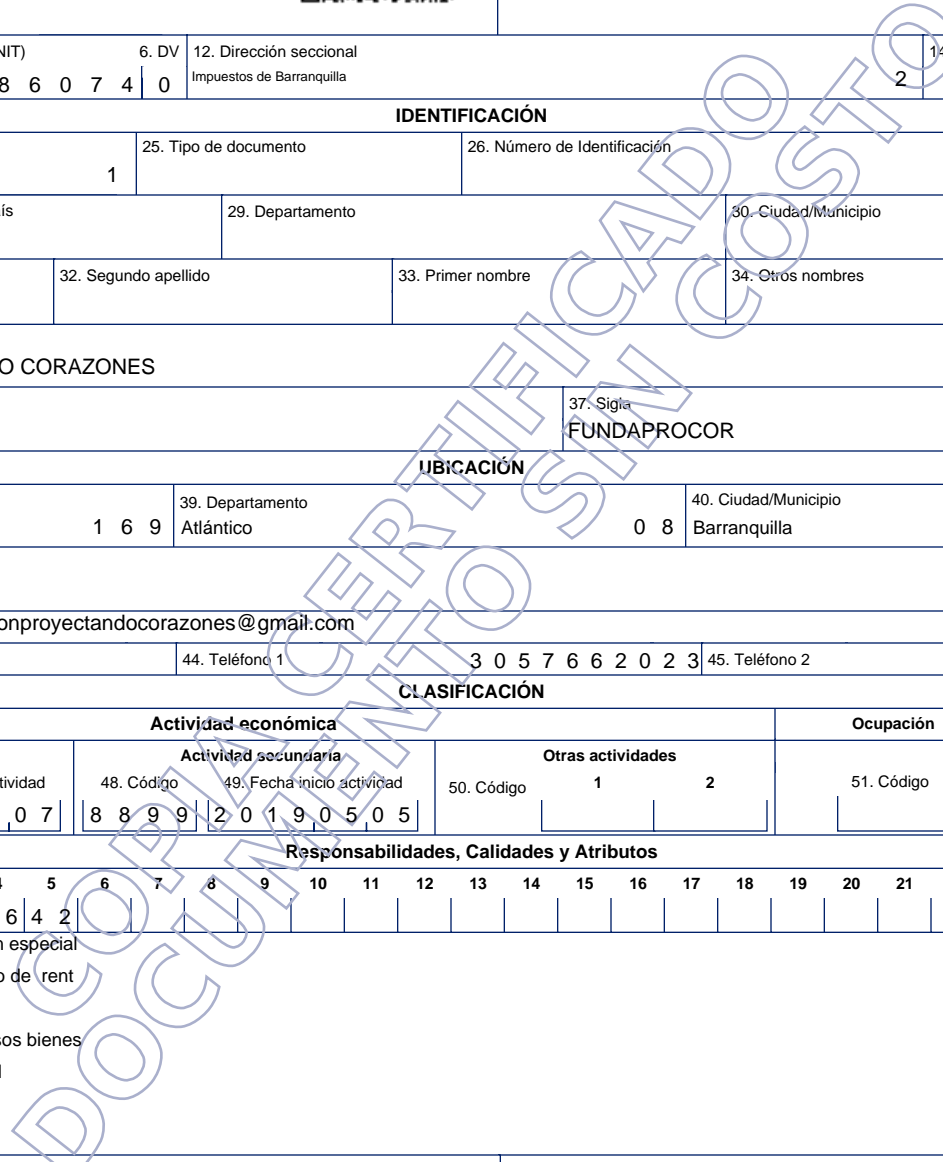 NIT) 6. DV 12. Dirección seccional 14
8 6 0 7 4 0 Impuestos de Barranquilla 2
IDENTIFICACIÓN
25. Tipo de documento 26. Número de Identificación
1
ís 29. Departamento 30. Ciudad/Municipio
32. Segundo apellido 33. Primer nombre 34. Otros nombres
O CORAZONES
37. Sigla
FUNDAPROCOR
UBICACIÓN
39. Departamento 40. Ciudad/Municipio
1 6 9 Atlántico 0 8 Barranquilla
onproyectandocorazones@gmail.com
44. Teléfono 1 3 0 5 7 6 6 2 0 2 3 45. Teléfono 2
CLASIFICACIÓN
Actividad económica Ocupación
Actividad secundaria Otras actividades
tividad 48. Código 49. Fecha inicio actividad 50. Código 1 2 51. Código
0 7 8 8 9 9 2 0 1 9 0 5 0 5
Responsabilidades, Calidades y Atributos
5 6 7 8 9 10 11 12 13 14 15 16 17 18 19 20 21
6 4 2
n especial
o de rent
sos bienes
COPIA CERTIFICADO
DOCUMENTO SIN COSTO